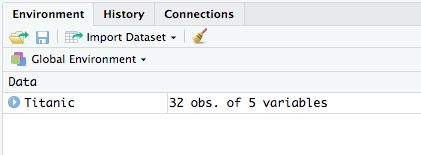 Environment History Connections
Import Dataset
Global Environment
Data
Titanic 32 obs. of 5 variables